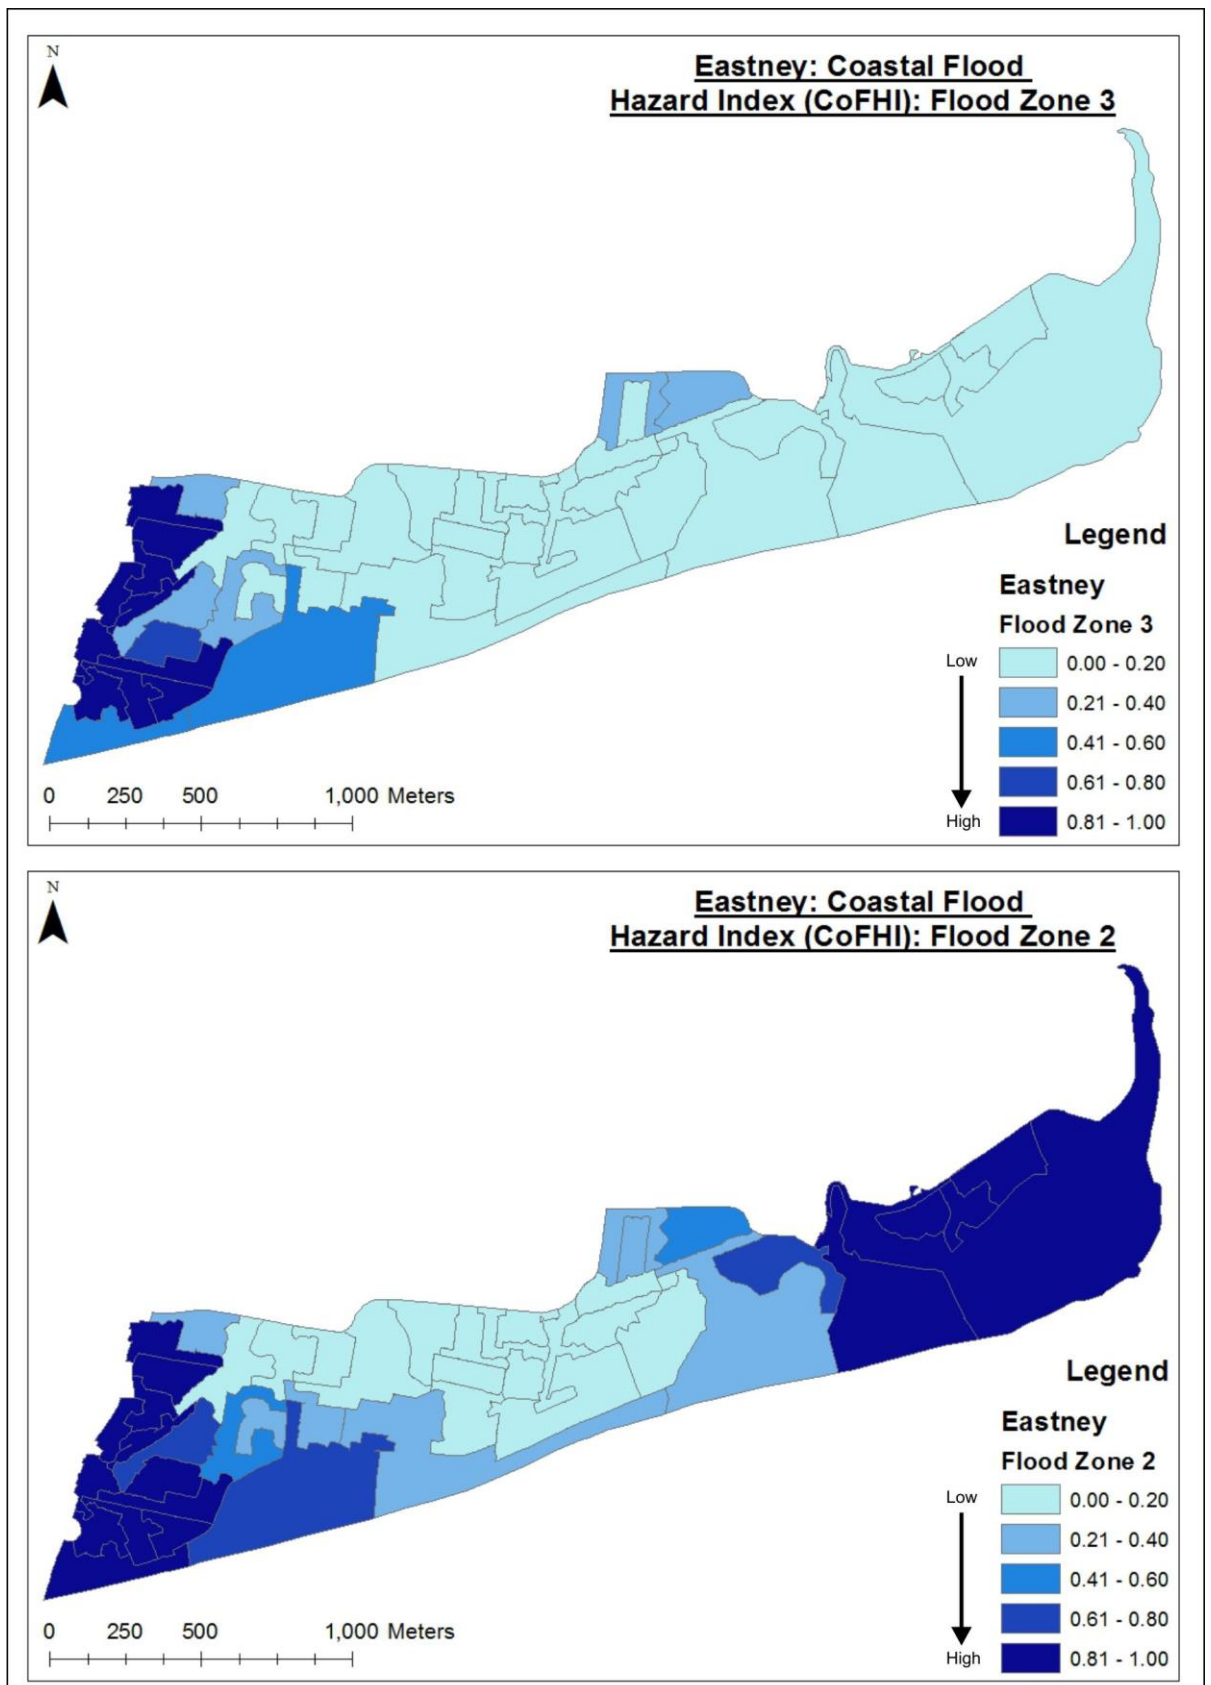 N
Eastney: Coastal Flood
Hazard Index (CoFHI): Flood Zone 3
Legend
Eastney
Flood Zone 3
Low
High
0.00 - 0.20
0.21 - 0.40
0.41 - 0.60
0.61 - 0.80
0.81 - 1.00
0 250 500 1,000 Meters
N
Eastney: Coastal Flood
Hazard Index (CoFHI): Flood Zone 2
Legend
Eastney
Flood Zone 2
Low
High
0.00 - 0.20
0.21 - 0.40
0.41 - 0.60
0.61 - 0.80
0.81 - 1.00
0 250 500 1,000 Meters